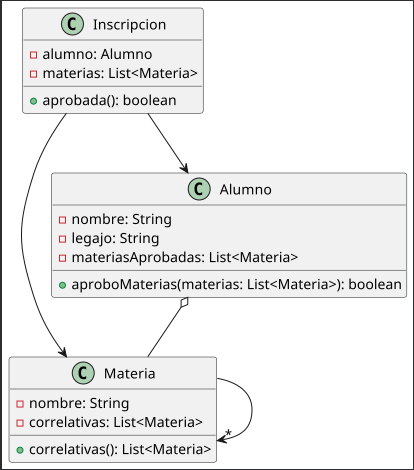 C Inscripcion
alumno: Alumno
materias: List<Materia>
aprobada(): boolean
C Alumno
nombre: String
legajo: String
materiasAprobadas: List<Materia>
aproboMaterias(materias: List<Materia>): boolean
C Materia
nombre: String
correlativas: List<Materia>
*
correlativas(): List<Materia>